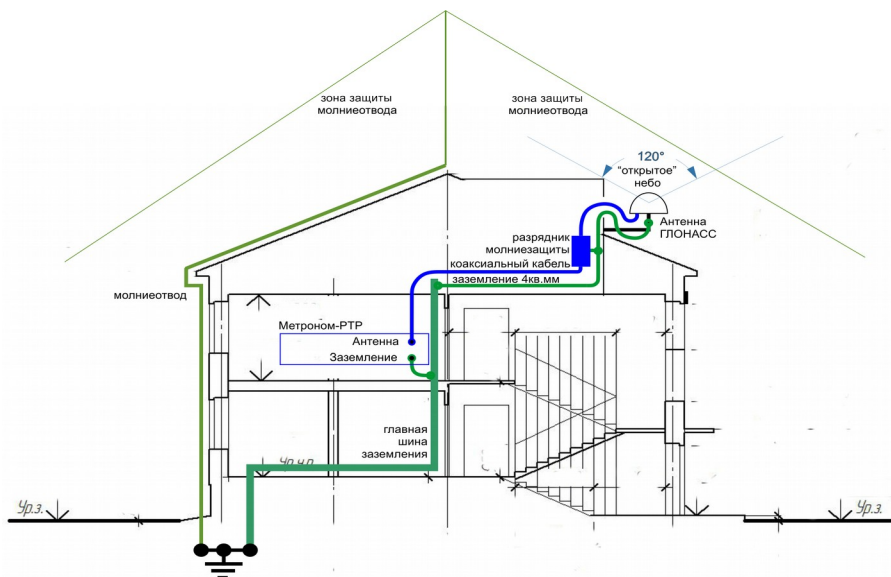 зона защиты
молниеотвода
зона защиты
молниеотвода
120°
"открытое"
небо
Антенна
ГЛОНАСС
разрядник
молниезащиты
коаксиальный кабель
заземление 4кв.мм
молниеотвод
Метроном-PTP
Антенна
Заземление
главная
шина
заземления
Ур.ч.р.
Ур.з.
Ур.з.